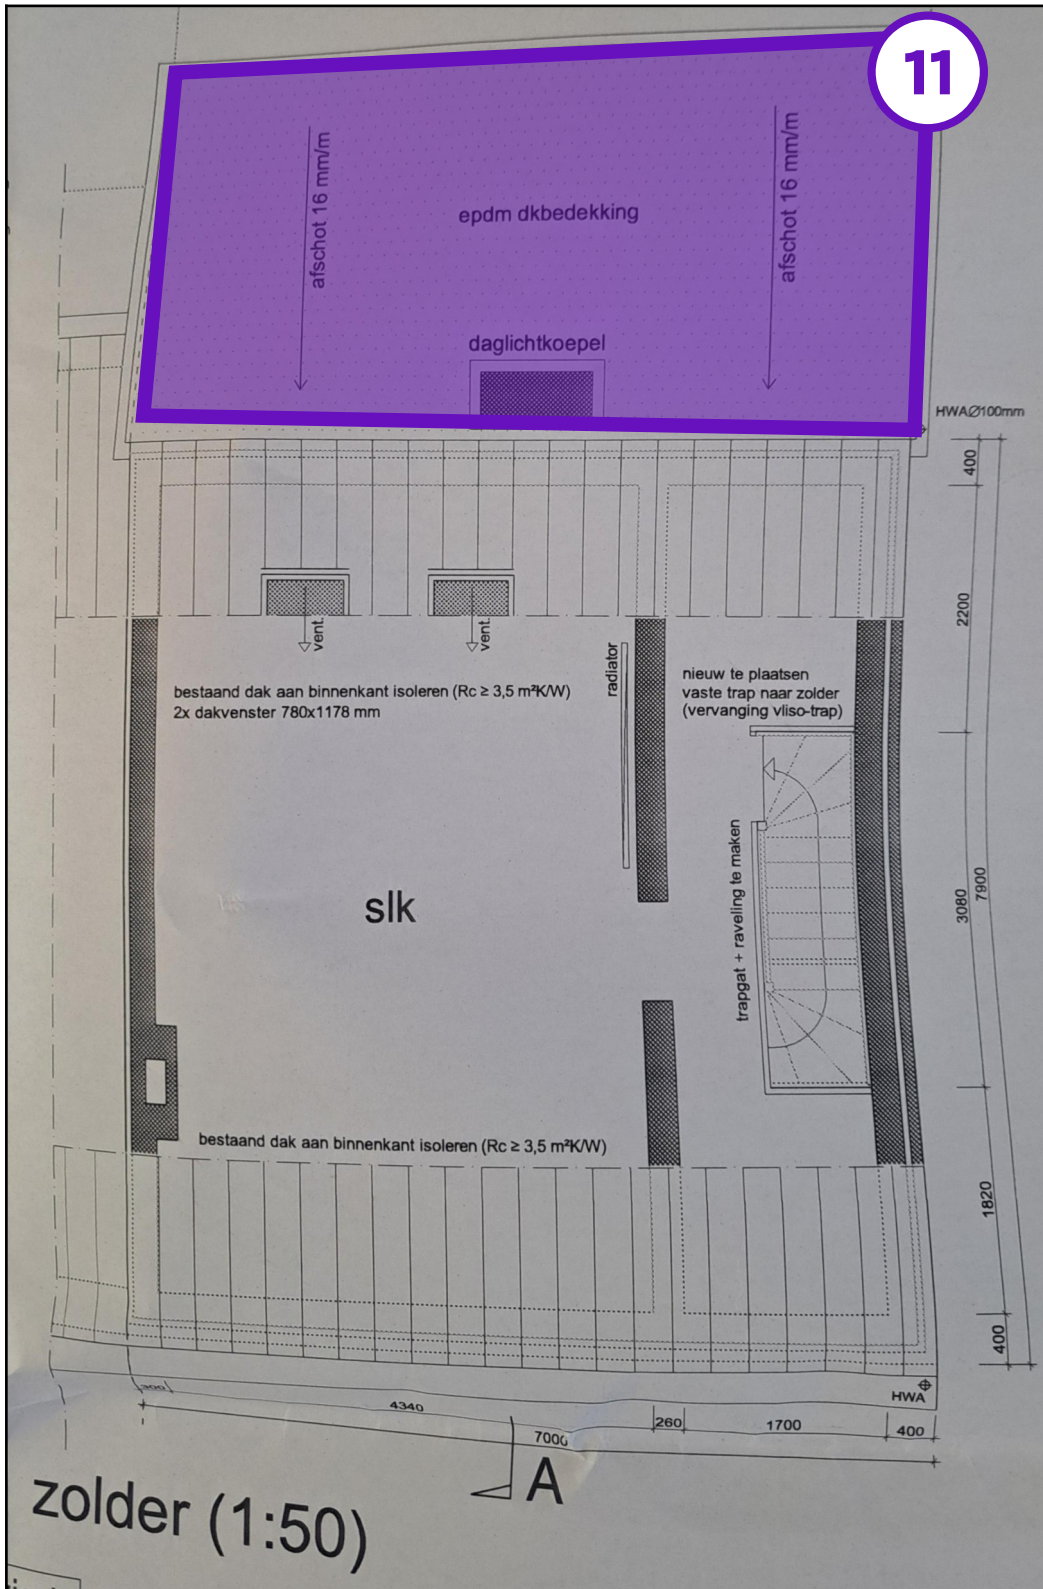 11
afschot 16 mm/m
epdm dkbedekking
afschot 16 mm/m
daglichtkoepel
HWAØ100mm
400
2200
vent.
vent.
radiator
bestaand dak aan binnenkant isoleren (Rc ≥ 3,5 m²K/W)
2x dakvenster 780x1178 mm
nieuw te plaatsen
vaste trap naar zolder
(vervanging vliso-trap)
trapgat + raveling te maken
3080
7900
slk
bestaand dak aan binnenkant isoleren (Rc ≥ 3,5 m²K/W)
1820
400
HWA
300
4340
260
1700
400
7000
A
zolder (1:50)